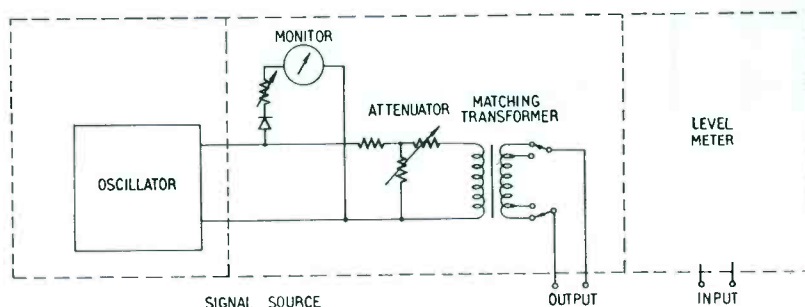 MONITOR
ATTENUATOR
MATCHING
TRANSFORMER
LEVEL
METER
OSCILLATOR
SIGNAL SOURCE
OUTPUT
INPUT